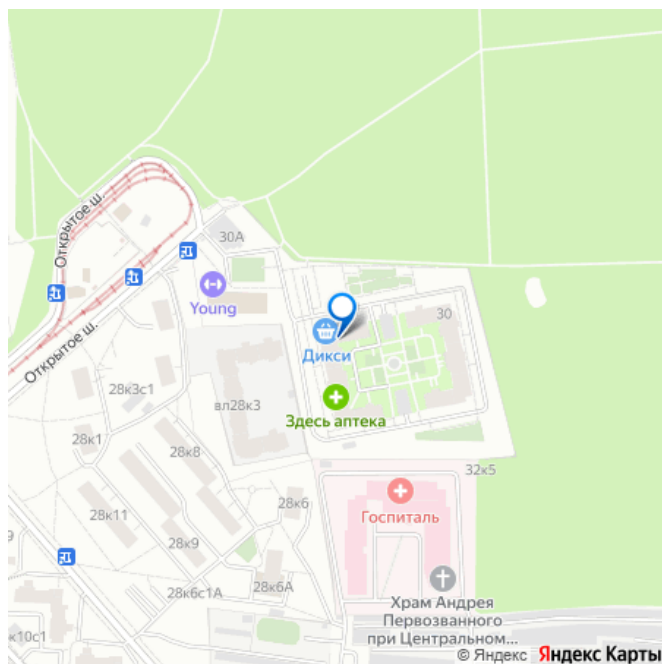 Открытое ш.
30А
Young
30
Дикси
Открытое ш.
28к3с1
вл28к3
Здесь аптека
28к1
28к8
32к5
28к6
Госпиталь
28к11
28к9
28к6А
28к6с1А
Храм Андрея
Первозванного
при Центральном...
к10с1
© Яндекс Яндекс Карты